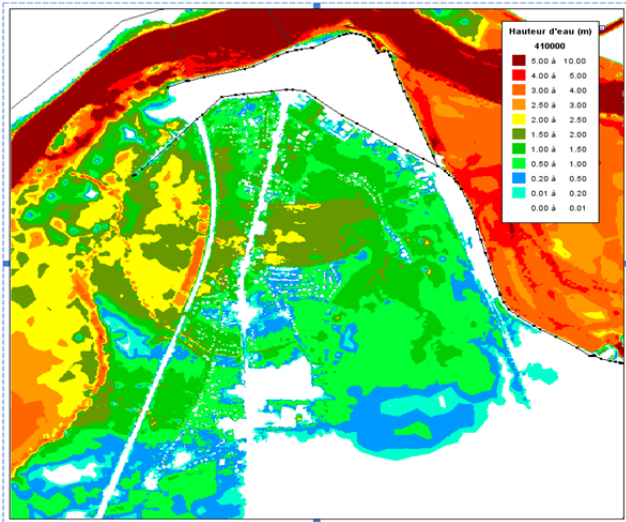 Hauteur d'eau (m)
410000
5.00 à 10.00
4.00 à 5.00
3.00 à 4.00
2.50 à 3.00
2.00 à 2.50
1.50 à 2.00
1.00 à 1.50
0.50 à 1.00
0.20 à 0.50
0.01 à 0.20
0.00 à 0.01